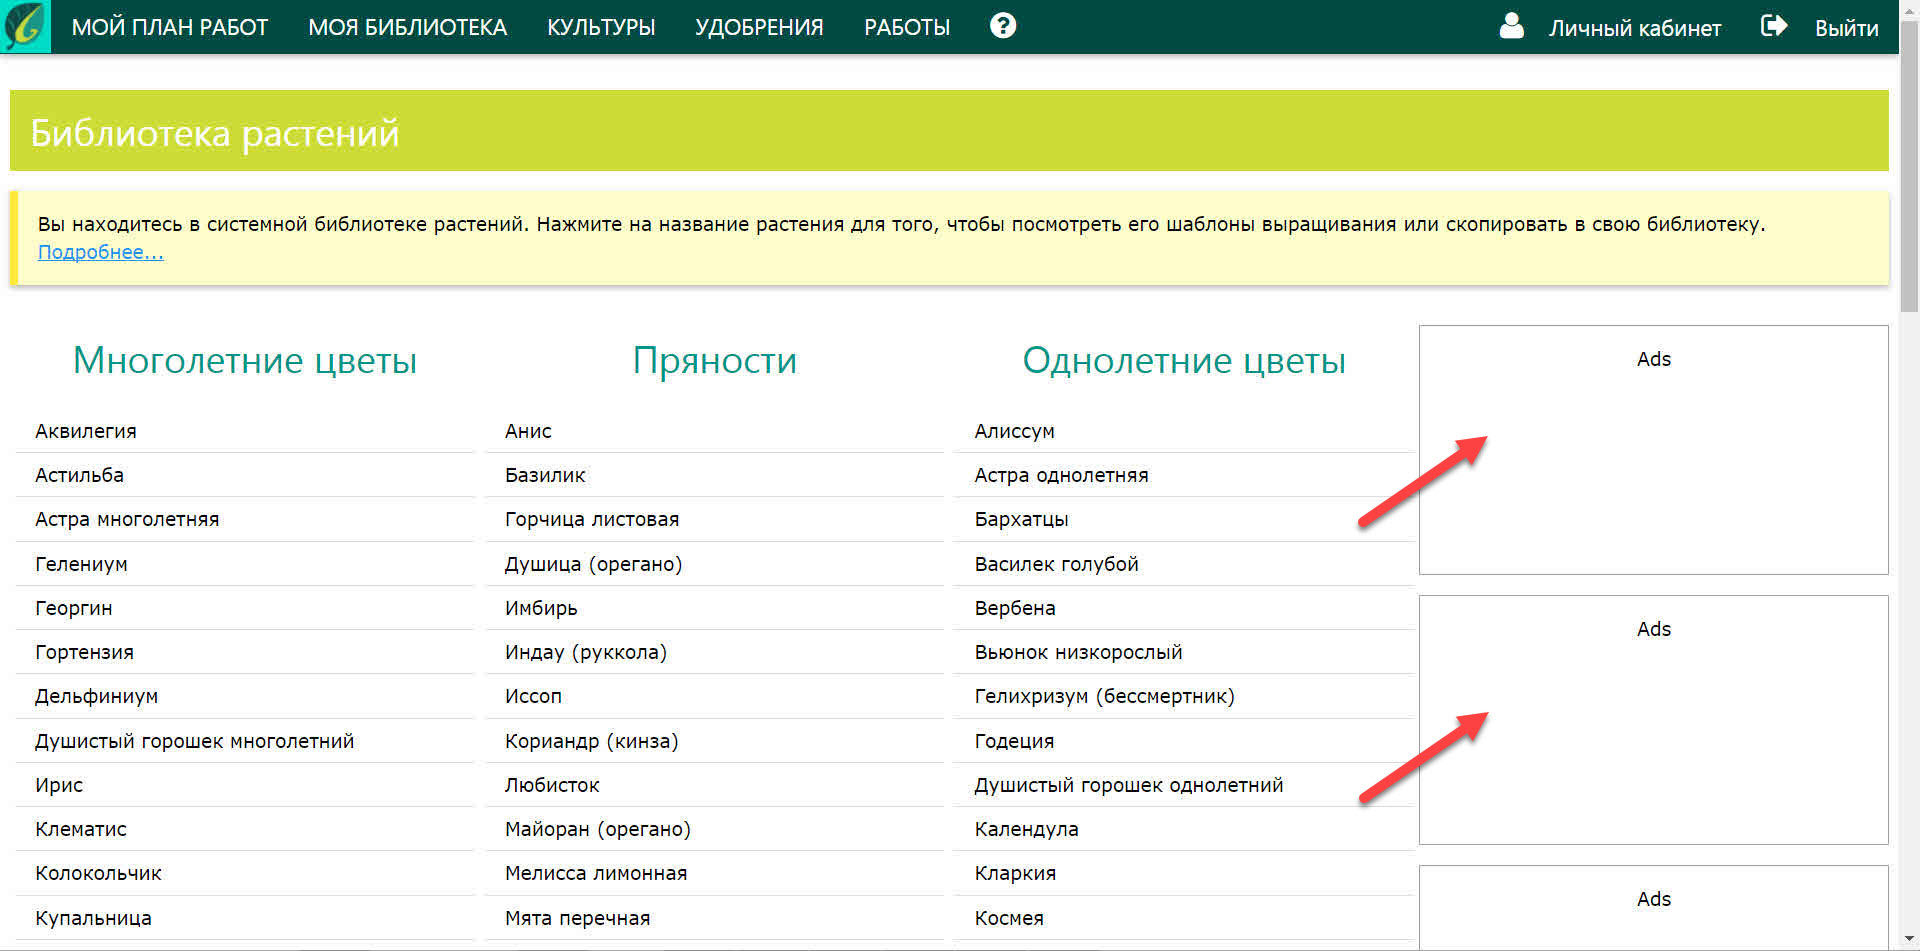 МОЙ ПЛАН РАБОТ МОЯ БИБЛИОТЕКА КУЛЬТУРЫ УДОБРЕНИЯ РАБОТЫ ? Личный кабинет Выйти
Библиотека растений
Вы находитесь в системной библиотеке растений. Нажмите на название растения для того, чтобы посмотреть его шаблоны выращивания или скопировать в свою библиотеку.
Подробнее...
Многолетние цветы
Аквилегия
Астильба
Астра многолетняя
Гелениум
Георгин
Гортензия
Дельфиниум
Душистый горошек многолетний
Ирис
Клематис
Колокольчик
Купальница
Пряности
Анис
Базилик
Горчица листовая
Душица (орегано)
Имбирь
Индау (руккола)
Иссоп
Кориандр (кинза)
Любисток
Майоран (орегано)
Мелисса лимонная
Мята перечная
Однолетние цветы
Алиссум
Астра однолетняя
Бархатцы
Василек голубой
Вербена
Вьюнок низкорослый
Гелихризум (бессмертник)
Годеция
Душистый горошек однолетний
Календула
Кларкия
Космея
Ads
Ads
Ads